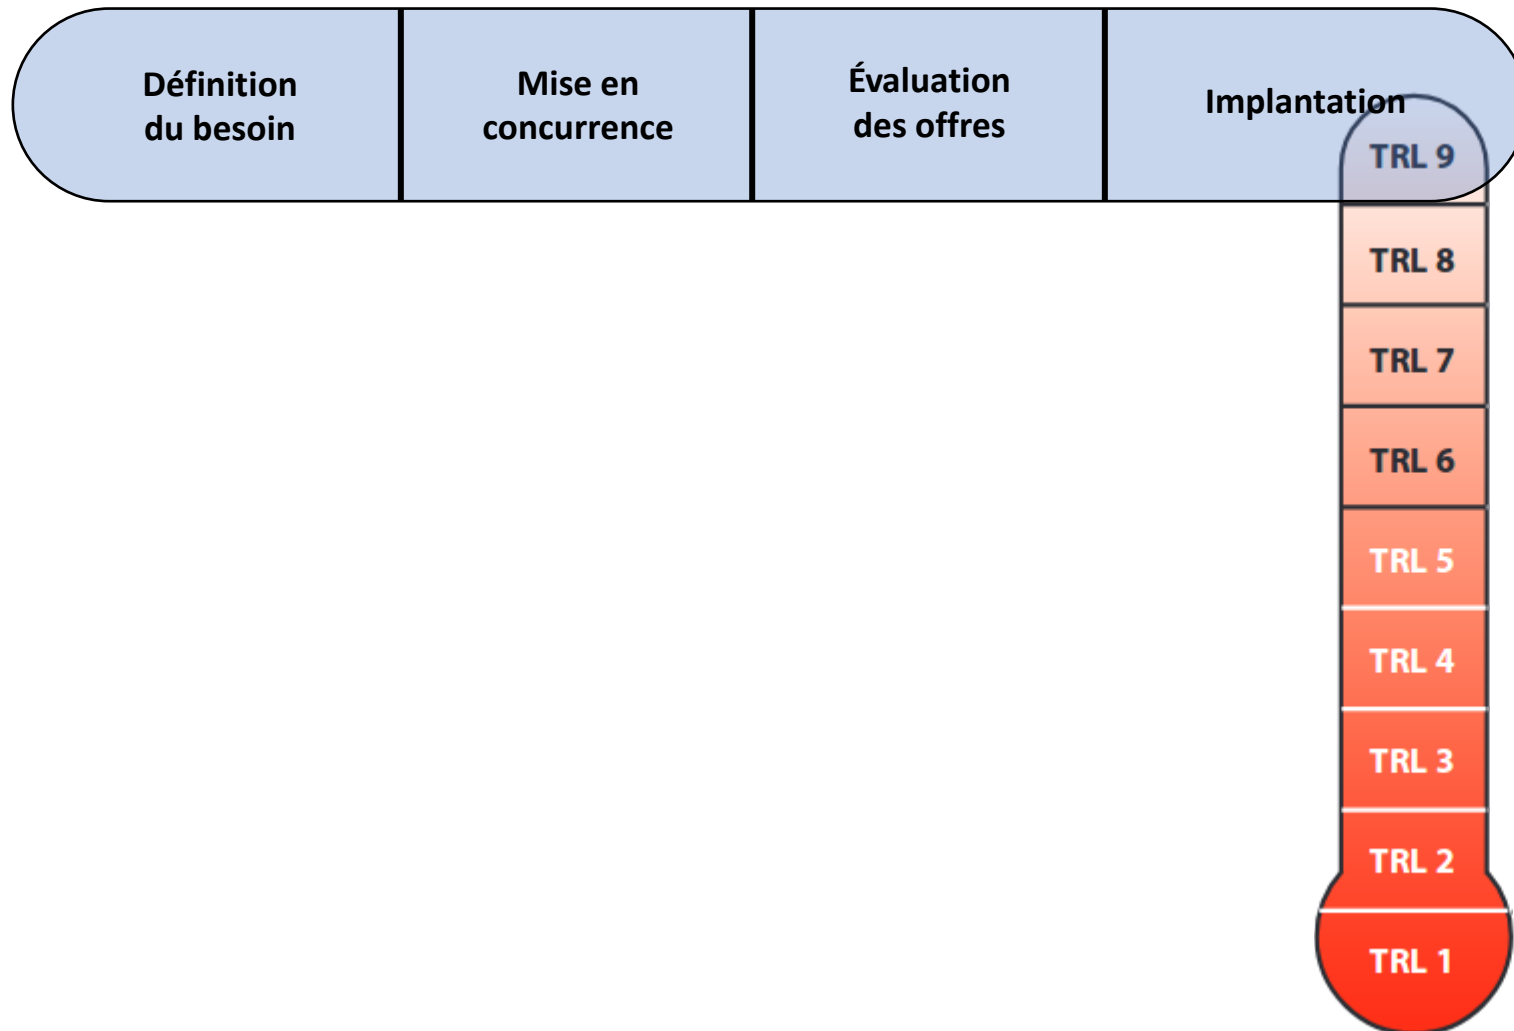 Définition
du besoin
Mise en
concurrence
Évaluation
des offres
Implantation
TRL 9
TRL 8
TRL 7
TRL 6
TRL 5
TRL 4
TRL 3
TRL 2
TRL 1